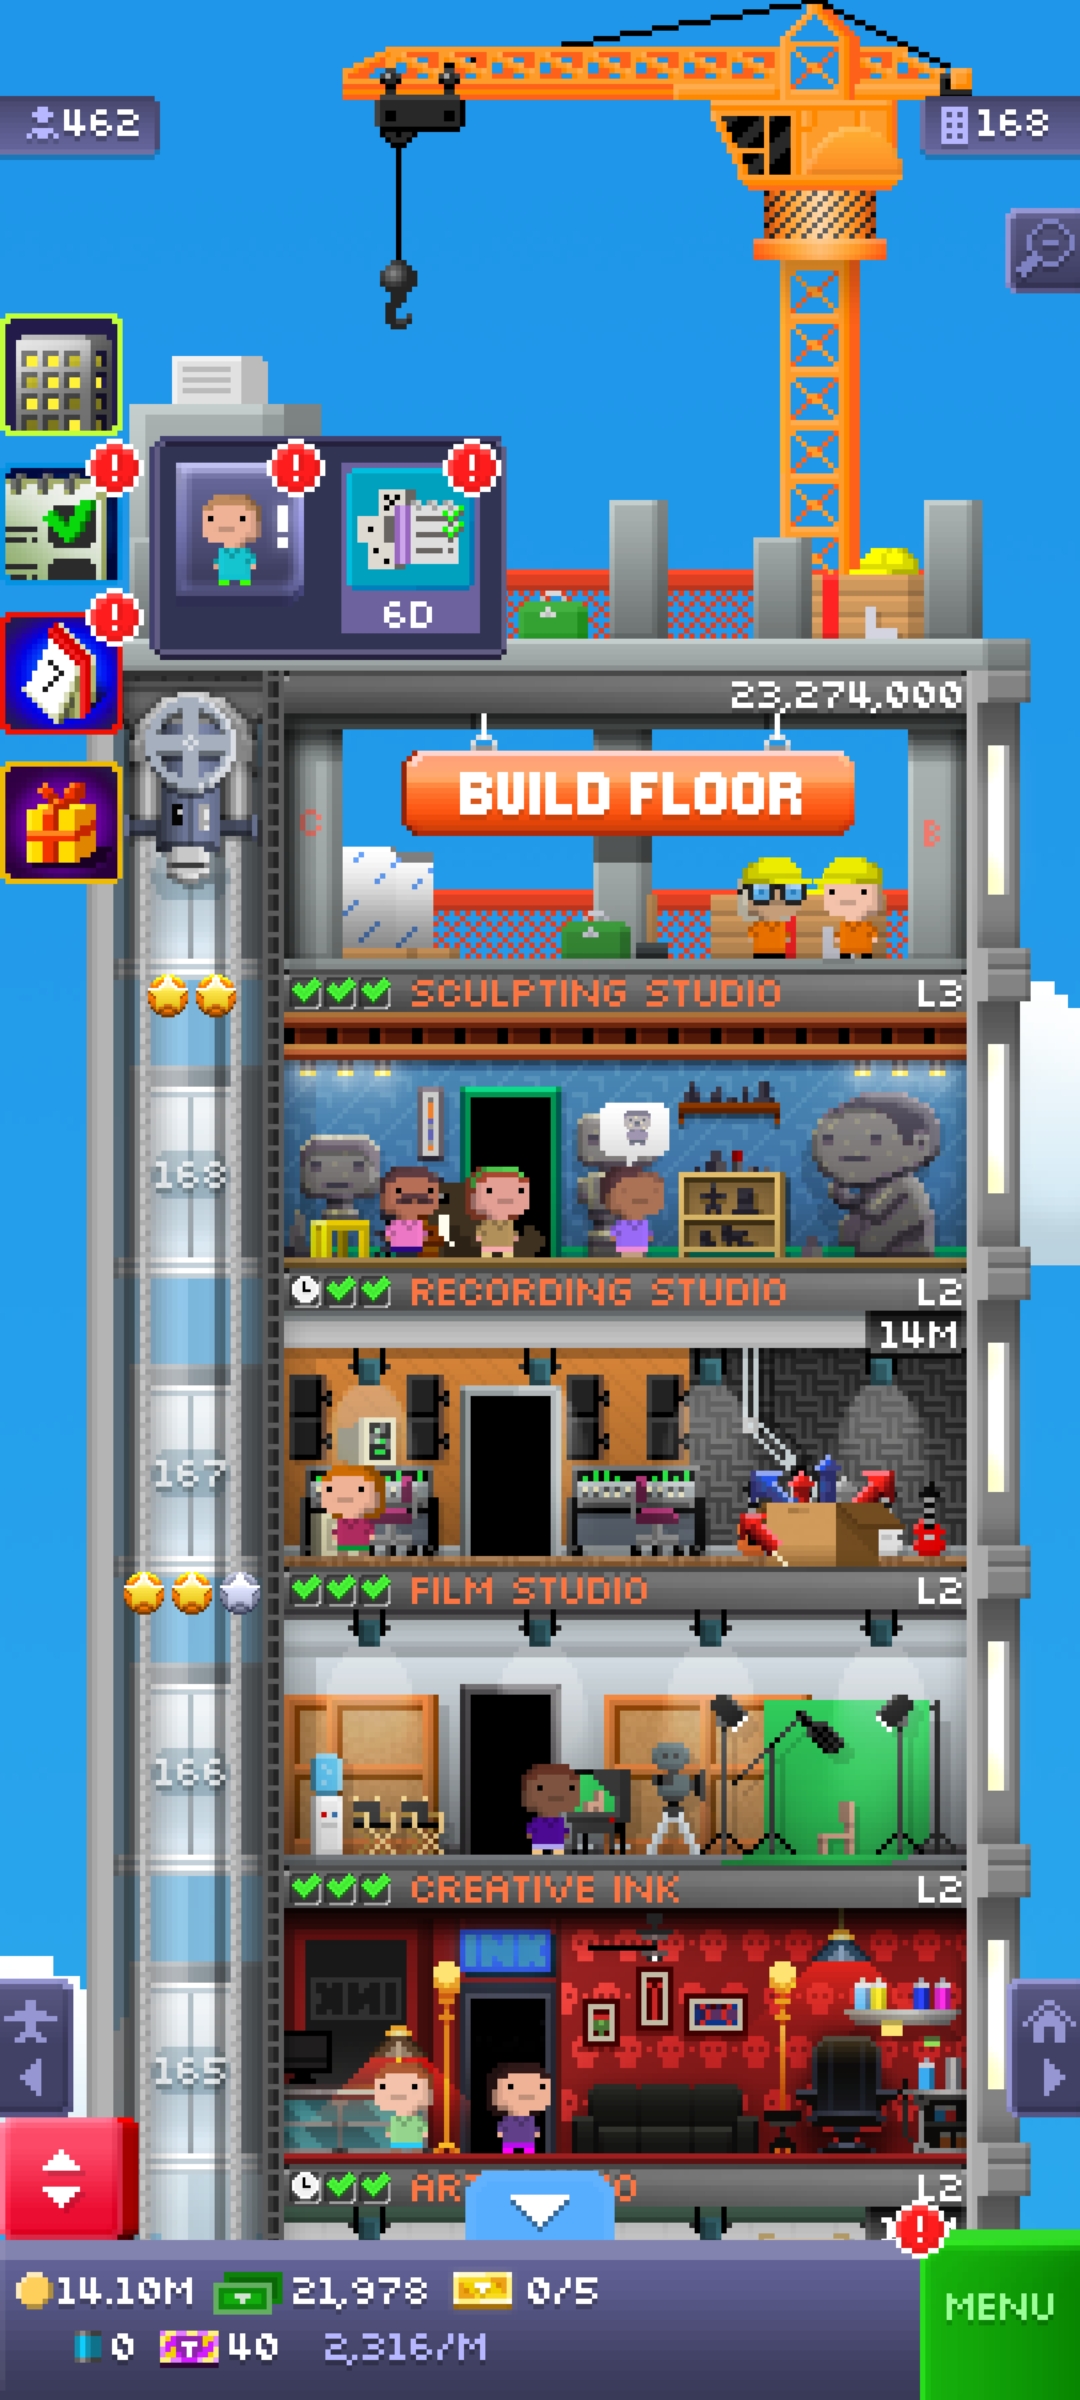 462
168
!
!
!
!
6D
!
7
23,274,000
BUILD FLOOR
C
B
SCULPTING STUDIO L3
168
RECORDING STUDIO L2
14M
167
FILM STUDIO L2
166
CREATIVE INK L2
INK
INK
165
L2
!
14.10M 21,978 0/5
MENU
0 T 40 2,316/M